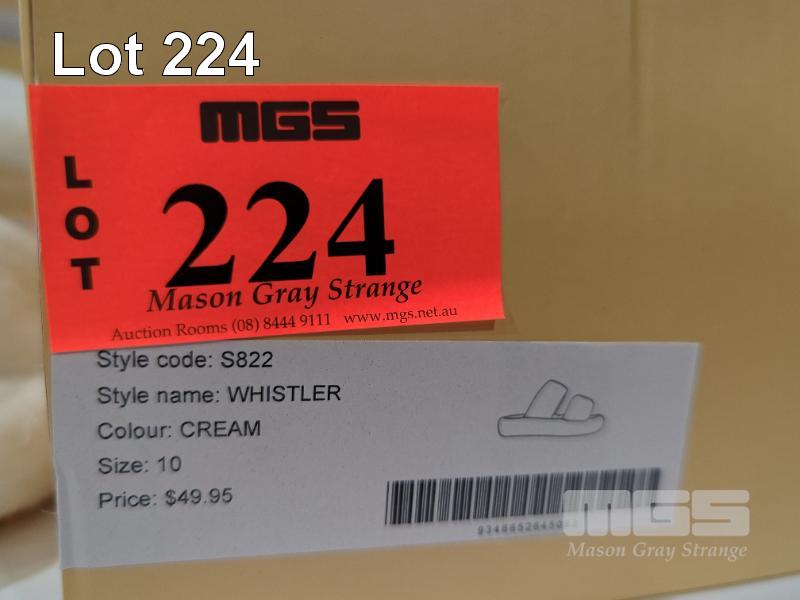 Lot 224
MGS
LOT
224
Mason Gray Strange
Auction Rooms (08) 8444 9111 www.mgs.net.au
Style code: S822
Style name: WHISTLER
Colour: CREAM
Size: 10
Price: $49.95
MGS
Mason Gray Strange